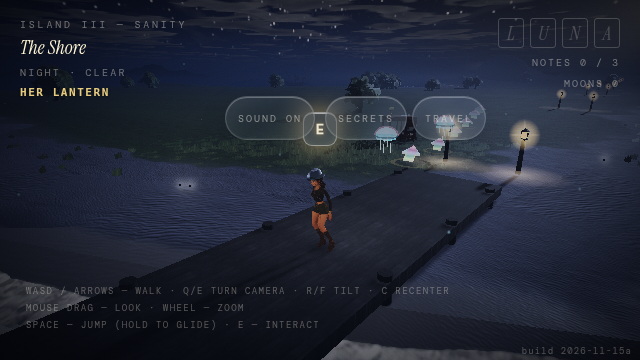 ISLAND III — SANITY
The Shore
NIGHT · CLEAR
HER LANTERN
L U N A
NOTES 0 / 3
MOONS 0
SOUND ON
SECRETS
TRAVEL
E
WASD / ARROWS — WALK · Q/E TURN CAMERA · R/F TILT · C RECENTER
MOUSE DRAG — LOOK · WHEEL — ZOOM
SPACE — JUMP (HOLD TO GLIDE) · E — INTERACT
build 2026-11-15a